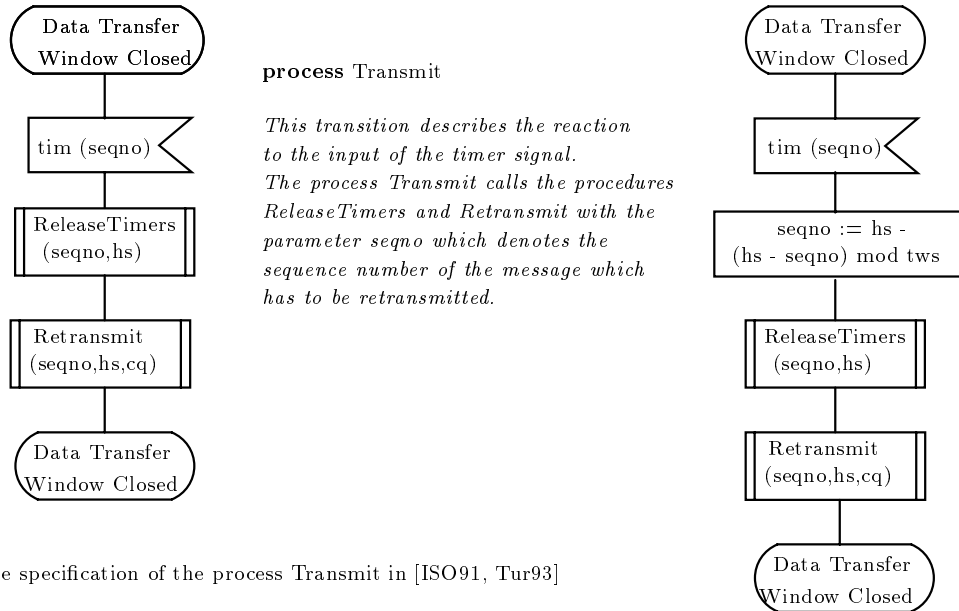 Data Transfer
Window Closed
tim (seqno)
ReleaseTimers
(seqno,hs)
Retransmit
(seqno,hs,cq)
Data Transfer
Window Closed
process Transmit
This transition describes the reaction
to the input of the timer signal.
The process Transmit calls the procedures
ReleaseTimers and Retransmit with the
parameter seqno which denotes the
sequence number of the message which
has to be retransmitted.
Data Transfer
Window Closed
tim (seqno)
seqno := hs -
(hs - seqno) mod tws
ReleaseTimers
(seqno,hs)
Retransmit
(seqno,hs,cq)
Data Transfer
Window Closed
e specification of the process Transmit in [ISO91, Tur93]